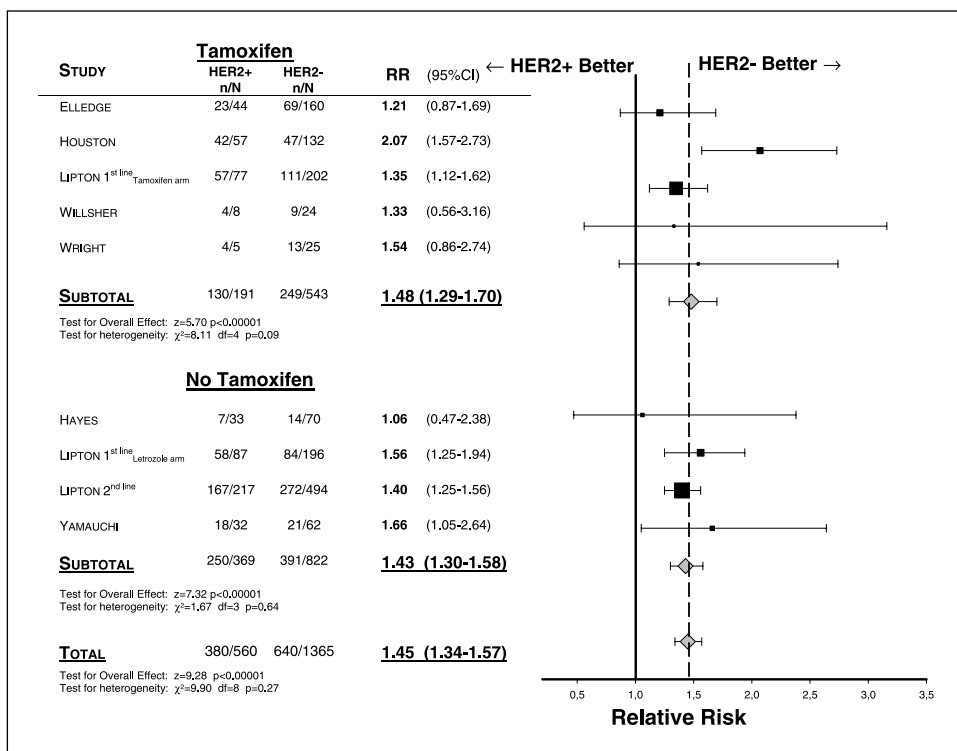 Tamoxifen
STUDY HER2+ n/N HER2- n/N RR (95%CI) ← HER2+ Better HER2- Better →
ELLEDGE 23/44 69/160 1.21 (0.87-1.69)
HOUSTON 42/57 47/132 2.07 (1.57-2.73)
LIPTON 1st line Tamoxifen arm 57/77 111/202 1.35 (1.12-1.62)
WILLSHER 4/8 9/24 1.33 (0.56-3.16)
WRIGHT 4/5 13/25 1.54 (0.86-2.74)
SUBTOTAL 130/191 249/543 1.48 (1.29-1.70)
Test for Overall Effect: z=5.70 p<0.00001
Test for heterogeneity: χ²=8.11 df=4 p=0.09
No Tamoxifen
HAYES 7/33 14/70 1.06 (0.47-2.38)
LIPTON 1st line Letrozole arm 58/87 84/196 1.56 (1.25-1.94)
LIPTON 2nd line 167/217 272/494 1.40 (1.25-1.56)
YAMAUCHI 18/32 21/62 1.66 (1.05-2.64)
SUBTOTAL 250/369 391/822 1.43 (1.30-1.58)
Test for Overall Effect: z=7.32 p<0.00001
Test for heterogeneity: χ²=1.67 df=3 p=0.64
TOTAL 380/560 640/1365 1.45 (1.34-1.57)
Test for Overall Effect: z=9.28 p<0.00001
Test for heterogeneity: χ²=9.90 df=8 p=0.27
0,5 1,0 1,5 2,0 2,5 3,0 3,5
Relative Risk